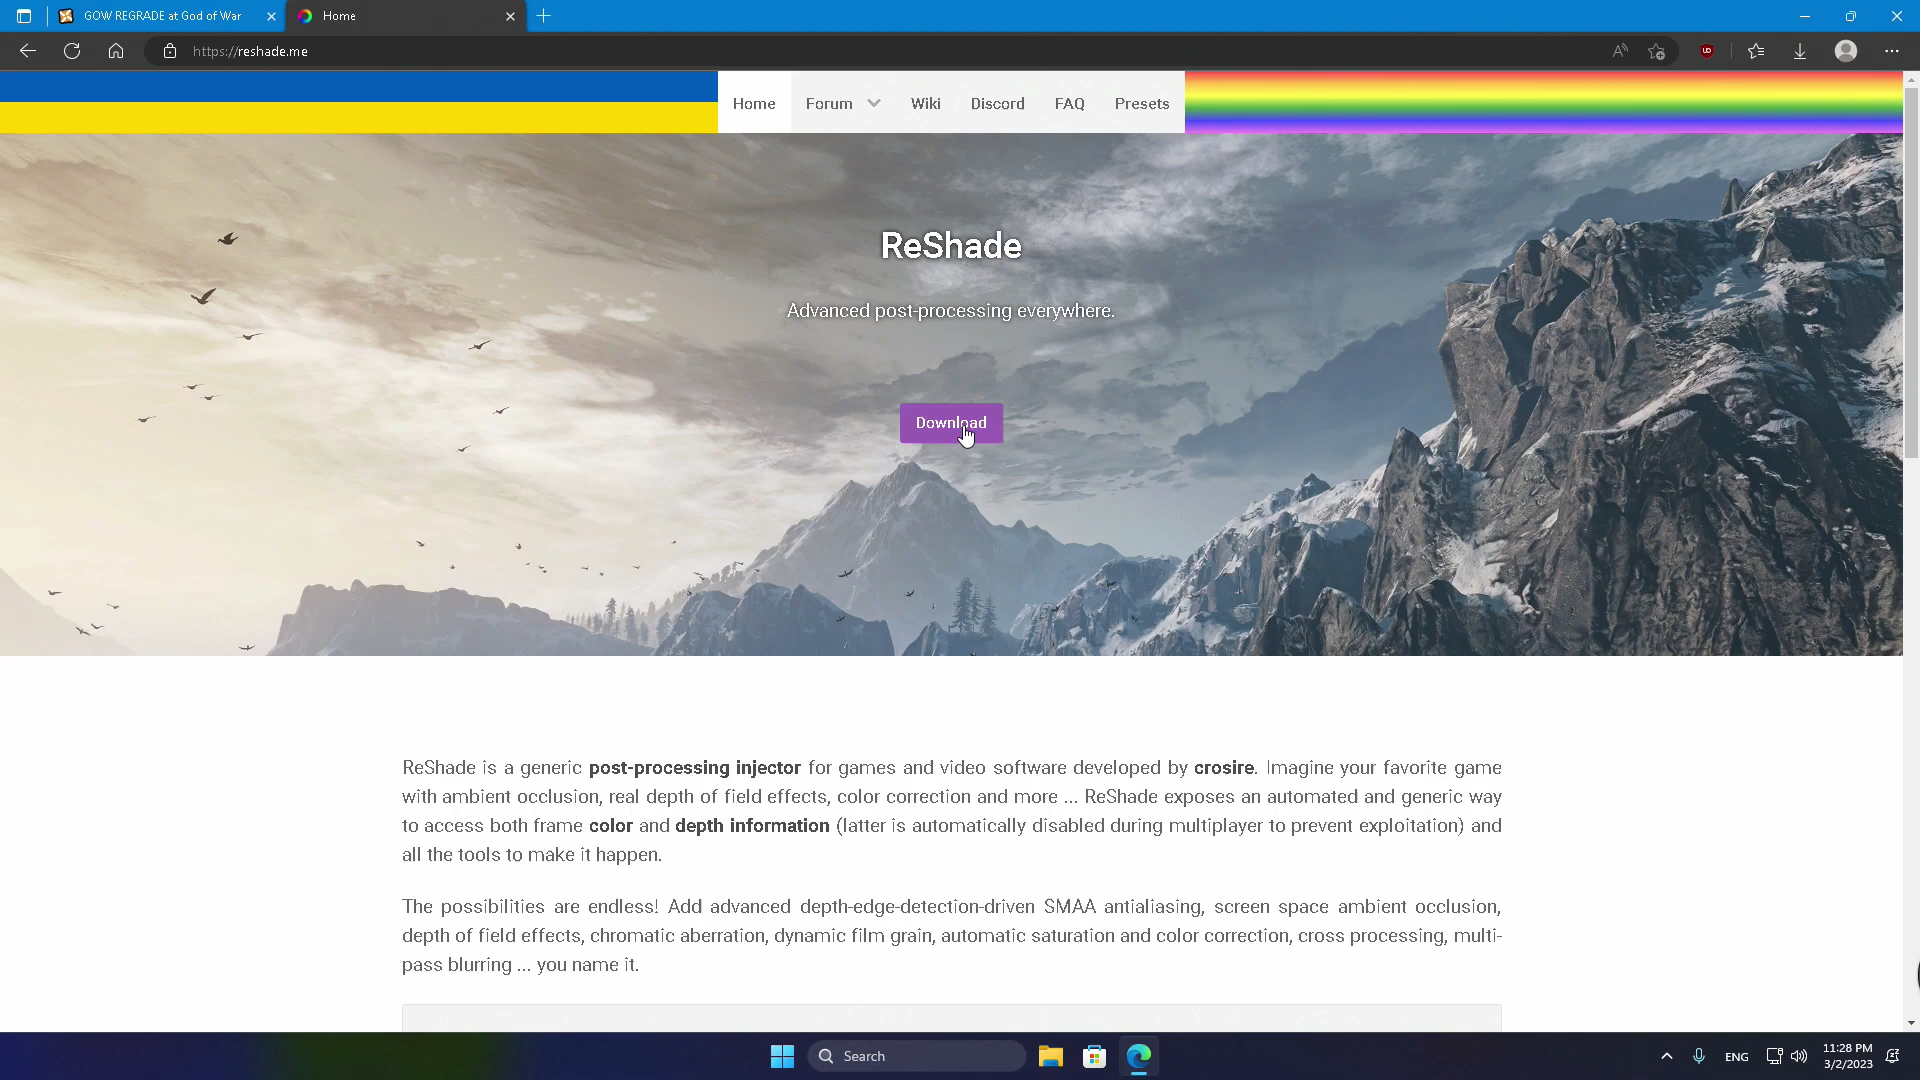 GOW REGRADE at God of War
Home
https://reshade.me
Home Forum Wiki Discord FAQ Presets
ReShade
Advanced post-processing everywhere.
Download
ReShade is a generic post-processing injector for games and video software developed by crosire. Imagine your favorite game
with ambient occlusion, real depth of field effects, color correction and more ... ReShade exposes an automated and generic way
to access both frame color and depth information (latter is automatically disabled during multiplayer to prevent exploitation) and
all the tools to make it happen.
The possibilities are endless! Add advanced depth-edge-detection-driven SMAA antialiasing, screen space ambient occlusion,
depth of field effects, chromatic aberration, dynamic film grain, automatic saturation and color correction, cross processing, multi-
pass blurring ... you name it.
Search
ENG
11:28 PM
3/2/2023